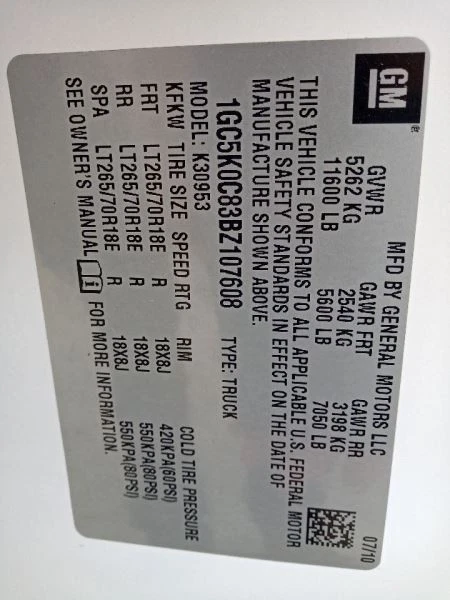 GM
MFD BY GENERAL MOTORS LLC 07/10
GVWR GAWR FRT GAWR RR
5262 KG 2540 KG 3198 KG
11600 LB 5600 LB 7050 LB
THIS VEHICLE CONFORMS TO ALL APPLICABLE U.S. FEDERAL MOTOR
VEHICLE SAFETY STANDARDS IN EFFECT ON THE DATE OF
MANUFACTURE SHOWN ABOVE.
1GC5K0C83BZ107608 TYPE: TRUCK
MODEL: K30953
KFKW TIRE SIZE SPEED RTG RIM COLD TIRE PRESSURE
FRT LT265/70R18E R 18X8J 420KPA(60PSI)
RR LT265/70R18E R 18X8J 550KPA(80PSI)
SPA LT265/70R18E R 18X8J 550KPA(80PSI)
SEE OWNER'S MANUAL i FOR MORE INFORMATION.